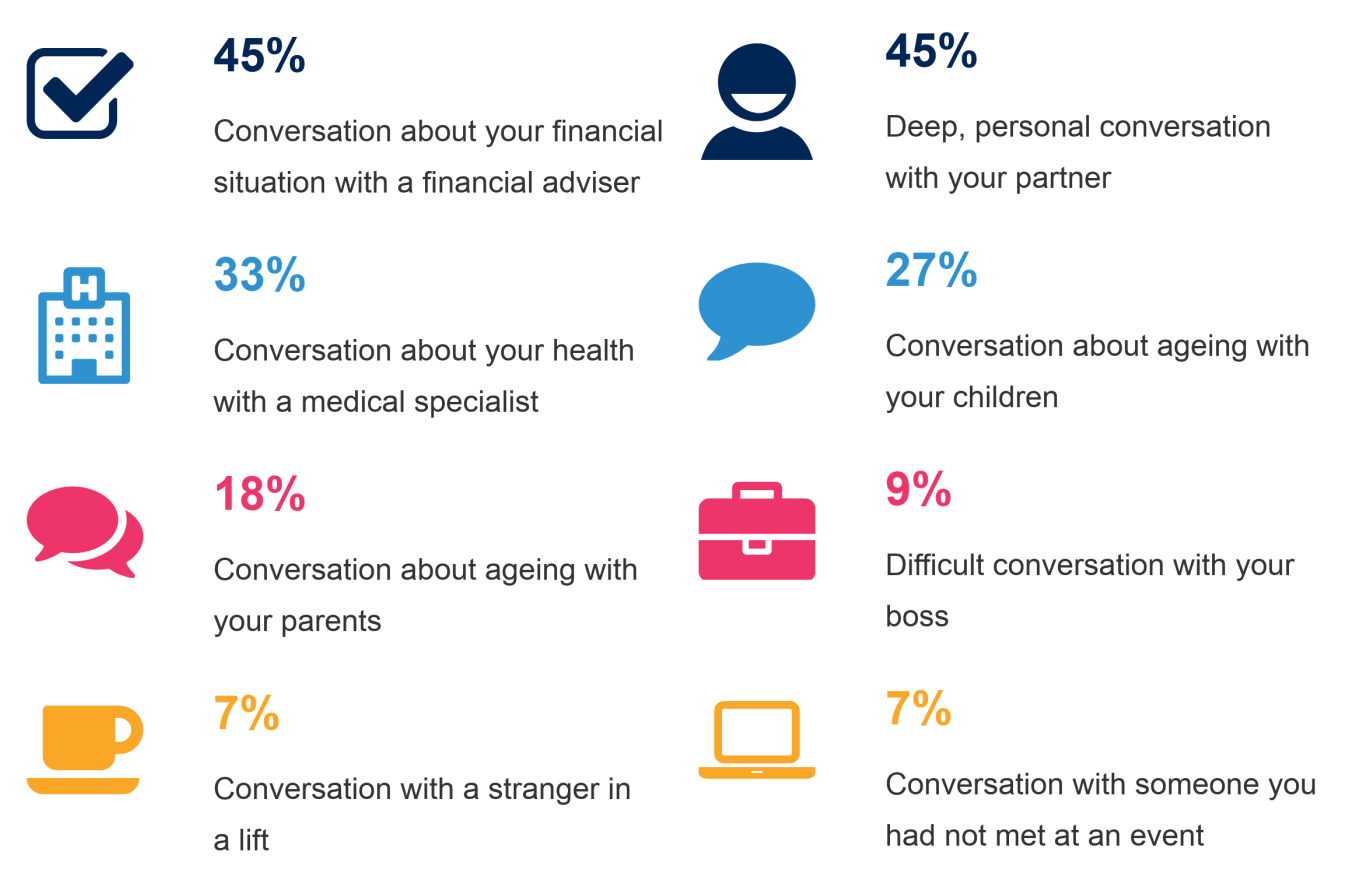 45%
Conversation about your financial
situation with a financial adviser
45%
Deep, personal conversation
with your partner
H
33%
Conversation about your health
with a medical specialist
27%
Conversation about ageing with
your children
18%
Conversation about ageing with
your parents
9%
Difficult conversation with your
boss
7%
Conversation with a stranger in
a lift
7%
Conversation with someone you
had not met at an event